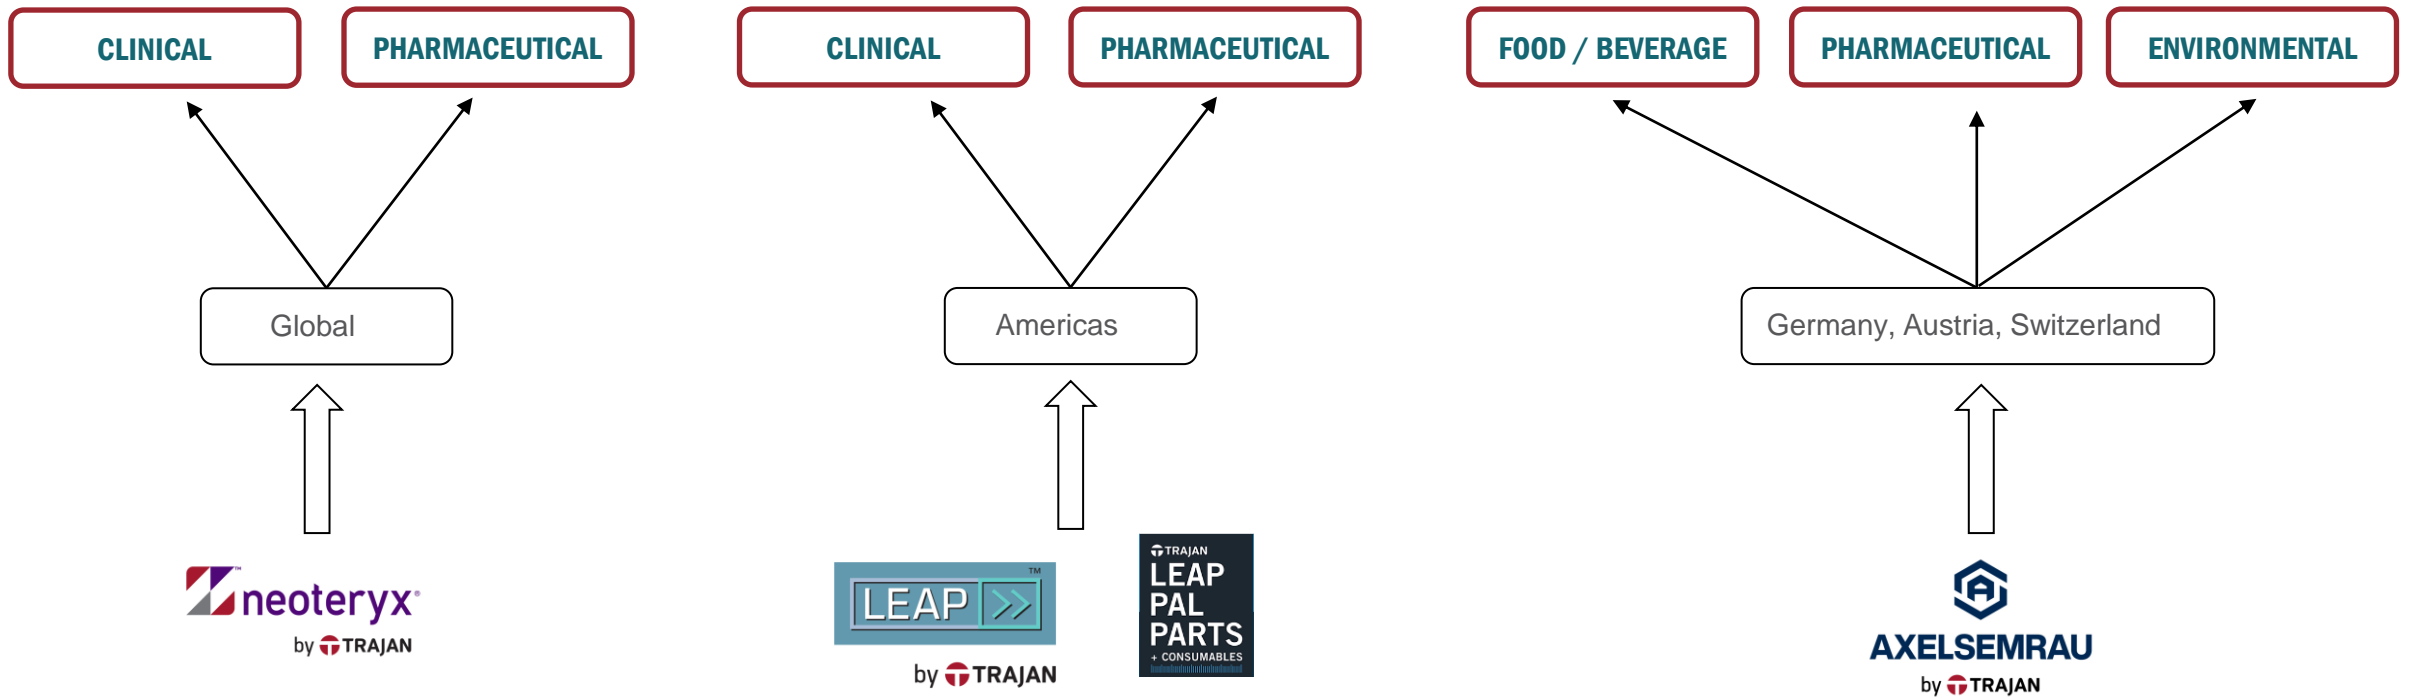 CLINICAL
PHARMACEUTICAL
CLINICAL
PHARMACEUTICAL
FOOD / BEVERAGE
PHARMACEUTICAL
ENVIRONMENTAL
Global
Americas
Germany, Austria, Switzerland
neoteryx
by TRAJAN
LEAP ™
by TRAJAN
TRAJAN
LEAP
PAL
PARTS
+ CONSUMABLES
AXELSEMRAU
by TRAJAN